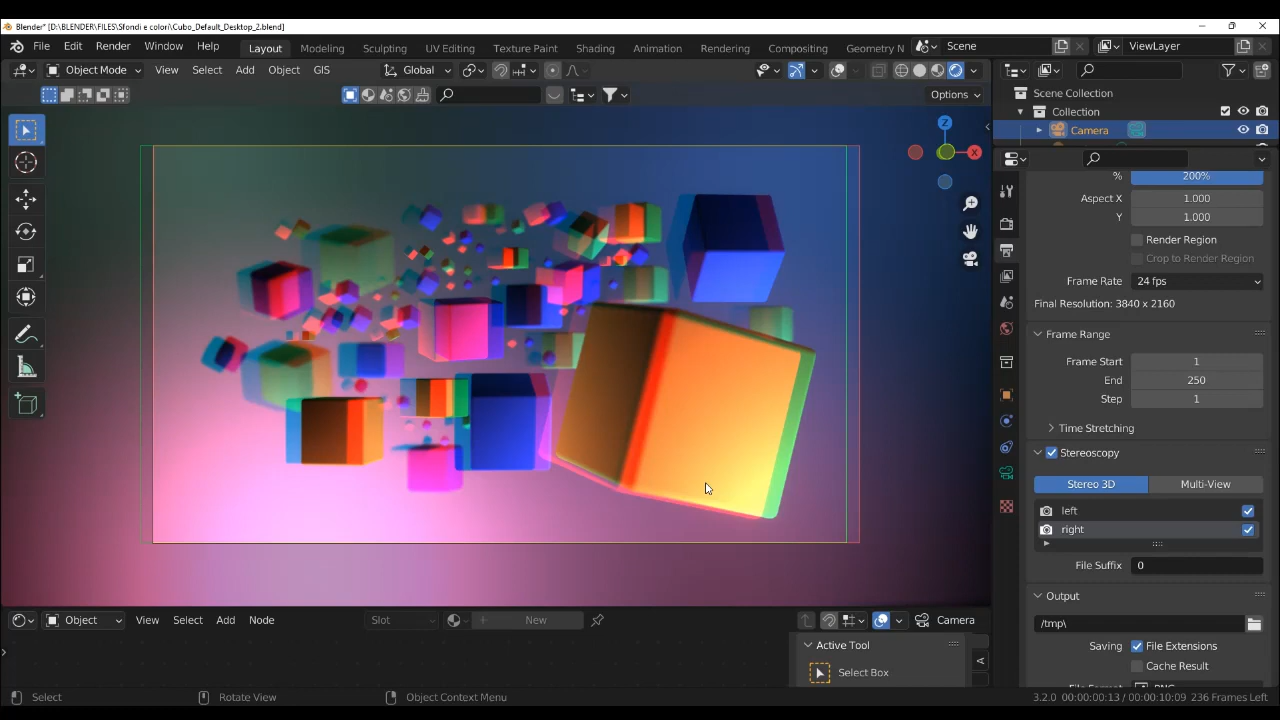 Blender* [D:\BLENDER\FILES\Sfondi e colori\Cubo_Default_Desktop_2.blend]
File Edit Render Window Help Layout Modeling Sculpting UV Editing Texture Paint Shading Animation Rendering Compositing Geometry N Scene ViewLayer
Object Mode View Select Add Object GIS Global
Options
Scene Collection
Collection
Camera
Z
X
% 200%
Aspect X 1.000
Y 1.000
Render Region
Crop to Render Region
Frame Rate 24 fps
Final Resolution: 3840 x 2160
Frame Range
Frame Start 1
End 250
Step 1
Time Stretching
Stereoscopy
Stereo 3D Multi-View
left
right
File Suffix 0
Output
/tmp\
Saving File Extensions
Cache Result
Object View Select Add Node Slot New Camera
Active Tool
Select Box
Select Rotate View Object Context Menu 3.2.0 00:00:00:13 / 00:00:10:09 236 Frames Left